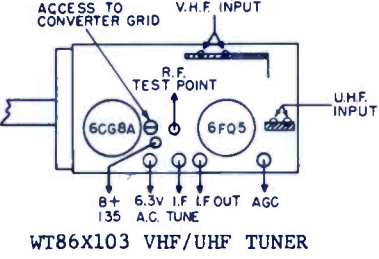 ACCESS TO
CONVERTER GRID
V.H.F. INPUT
R.F.
TEST POINT
U.H.F.
INPUT
6CG8A
6FQ5
B+
135
6.3V
A.C.
I.F
TUNE
I.F OUT
AGC
WT86X103 VHF/UHF TUNER